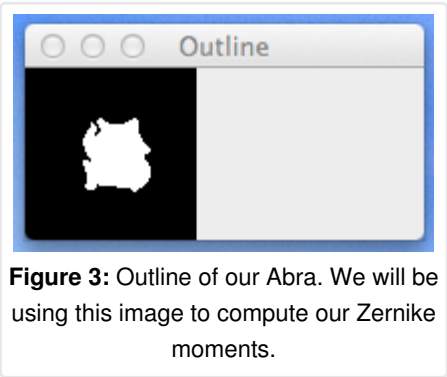 Outline
Figure 3: Outline of our Abra. We will be
using this image to compute our Zernike
moments.